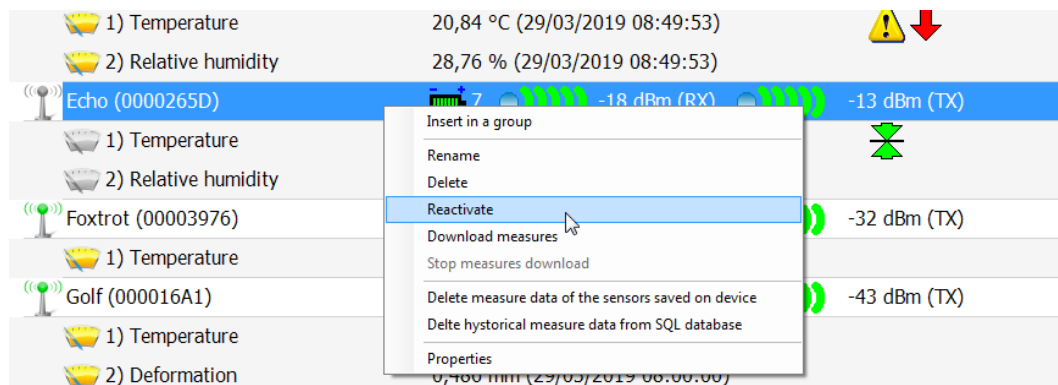 1) Temperature 20,84 °C (29/03/2019 08:49:53)
2) Relative humidity 28,76 % (29/03/2019 08:49:53)
Echo (0000265D) 7 -18 dBm (RX) -13 dBm (TX)
Insert in a group
1) Temperature
Rename
2) Relative humidity
Delete
Reactivate
Foxtrot (00003976) -32 dBm (TX)
Download measures
1) Temperature
Stop measures download
Golf (000016A1) -43 dBm (TX)
Delete measure data of the sensors saved on device
Delte hystorical measure data from SQL database
1) Temperature
Properties
2) Deformation 0,480 mm (29/03/2019 08:00:00)